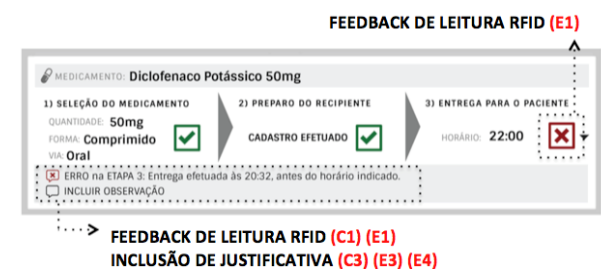 FEEDBACK DE LEITURA RFID (E1)
MEDICAMENTO: Diclofenaco Potássico 50mg
1) SELEÇÃO DO MEDICAMENTO
QUANTIDADE: 50mg
FORMA: Comprimido
VIA: Oral
2) PREPARO DO RECIPIENTE
CADASTRO EFETUADO
3) ENTREGA PARA O PACIENTE
HORÁRIO: 22:00
ERRO na ETAPA 3: Entrega efetuada às 20:32, antes do horário indicado.
INCLUIR OBSERVAÇÃO
FEEDBACK DE LEITURA RFID (C1) (E1)
INCLUSÃO DE JUSTIFICATIVA (C3) (E3) (E4)